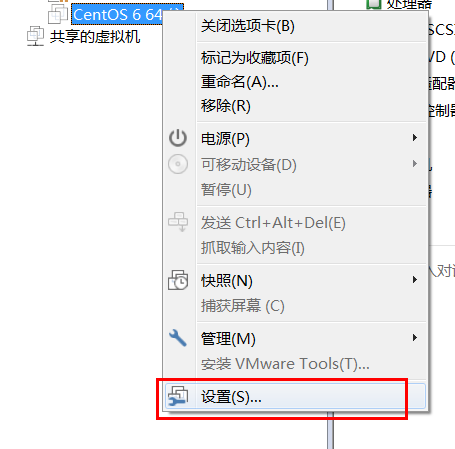 CentOS 6 64
共享的虚拟机
关闭选项卡(B)
标记为收藏项(F)
重命名(A)...
移除(R)
电源(P)
可移动设备(D)
暂停(U)
发送 Ctrl+Alt+Del(E)
抓取输入内容(I)
快照(N)
捕获屏幕 (C)
管理(M)
安装 VMware Tools(T)...
设置(S)...
处理器
SCS
VD (
适配器
控制器
入对